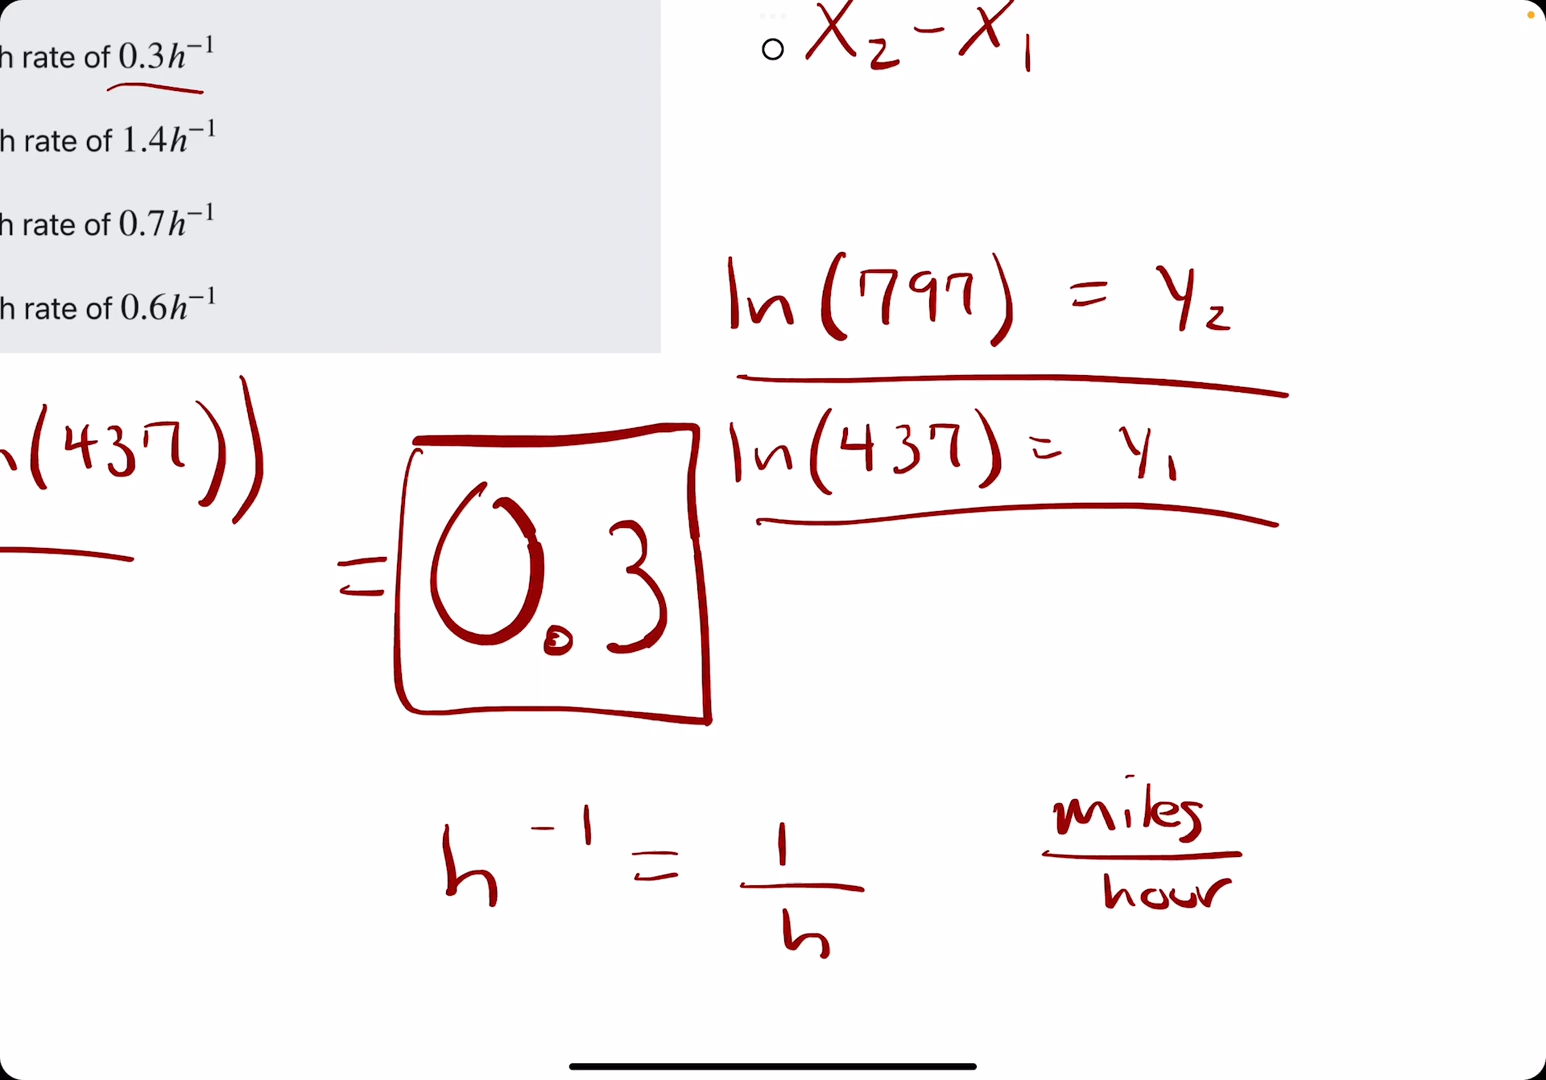 h rate of 0.3h⁻¹
h rate of 1.4h⁻¹
h rate of 0.7h⁻¹
h rate of 0.6h⁻¹
X₂ - X₁
ln(797) = y₂
ln(437) = y₁
n(437))
= 0.3
h⁻¹ = 1/h
miles
hour